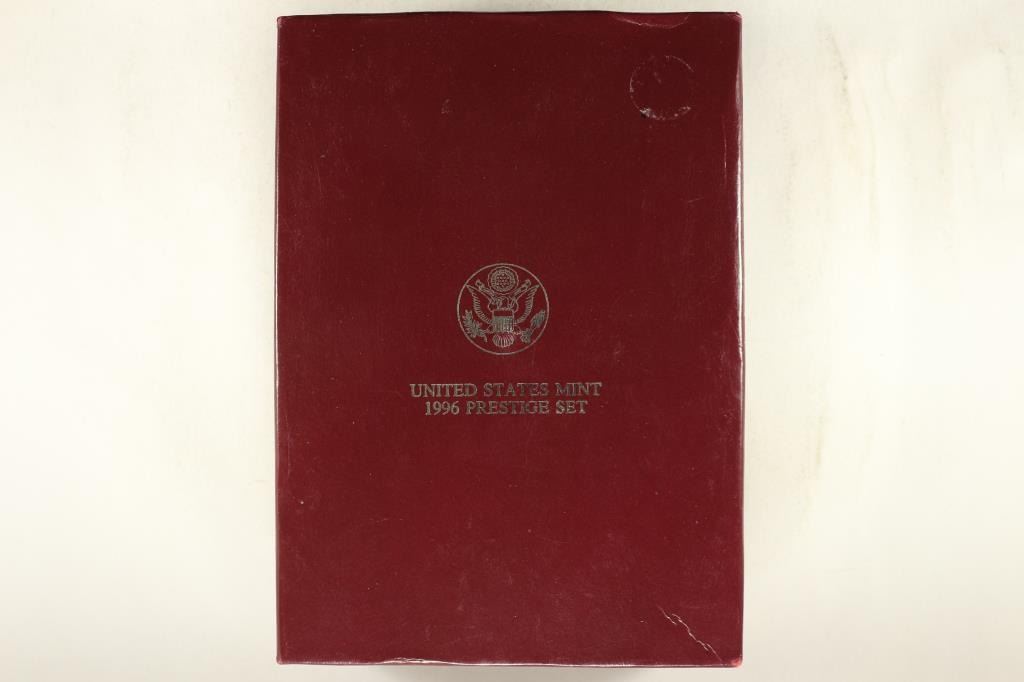 UNITED STATES MINT
1996 PRESTIGE SET